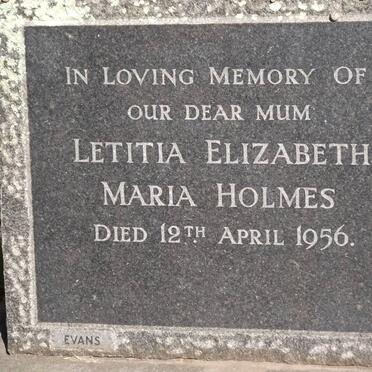 IN LOVING MEMORY OF
OUR DEAR MUM
LETITIA ELIZABETH
MARIA HOLMES
DIED 12TH APRIL 1956.
EVANS